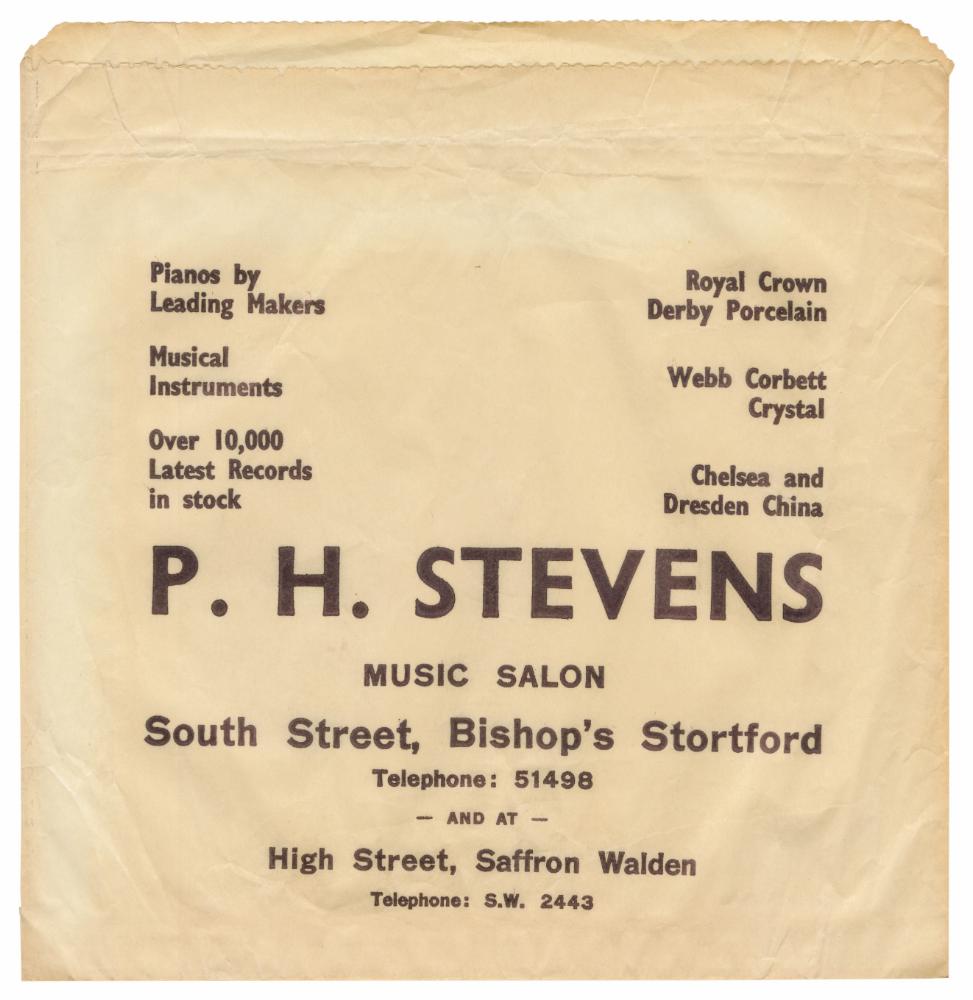 Pianos by
Leading Makers
Musical
Instruments
Over 10,000
Latest Records
in stock
Royal Crown
Derby Porcelain
Webb Corbett
Crystal
Chelsea and
Dresden China
P. H. STEVENS
MUSIC SALON
South Street, Bishop's Stortford
Telephone: 51498
— AND AT —
High Street, Saffron Walden
Telephone: S.W. 2443